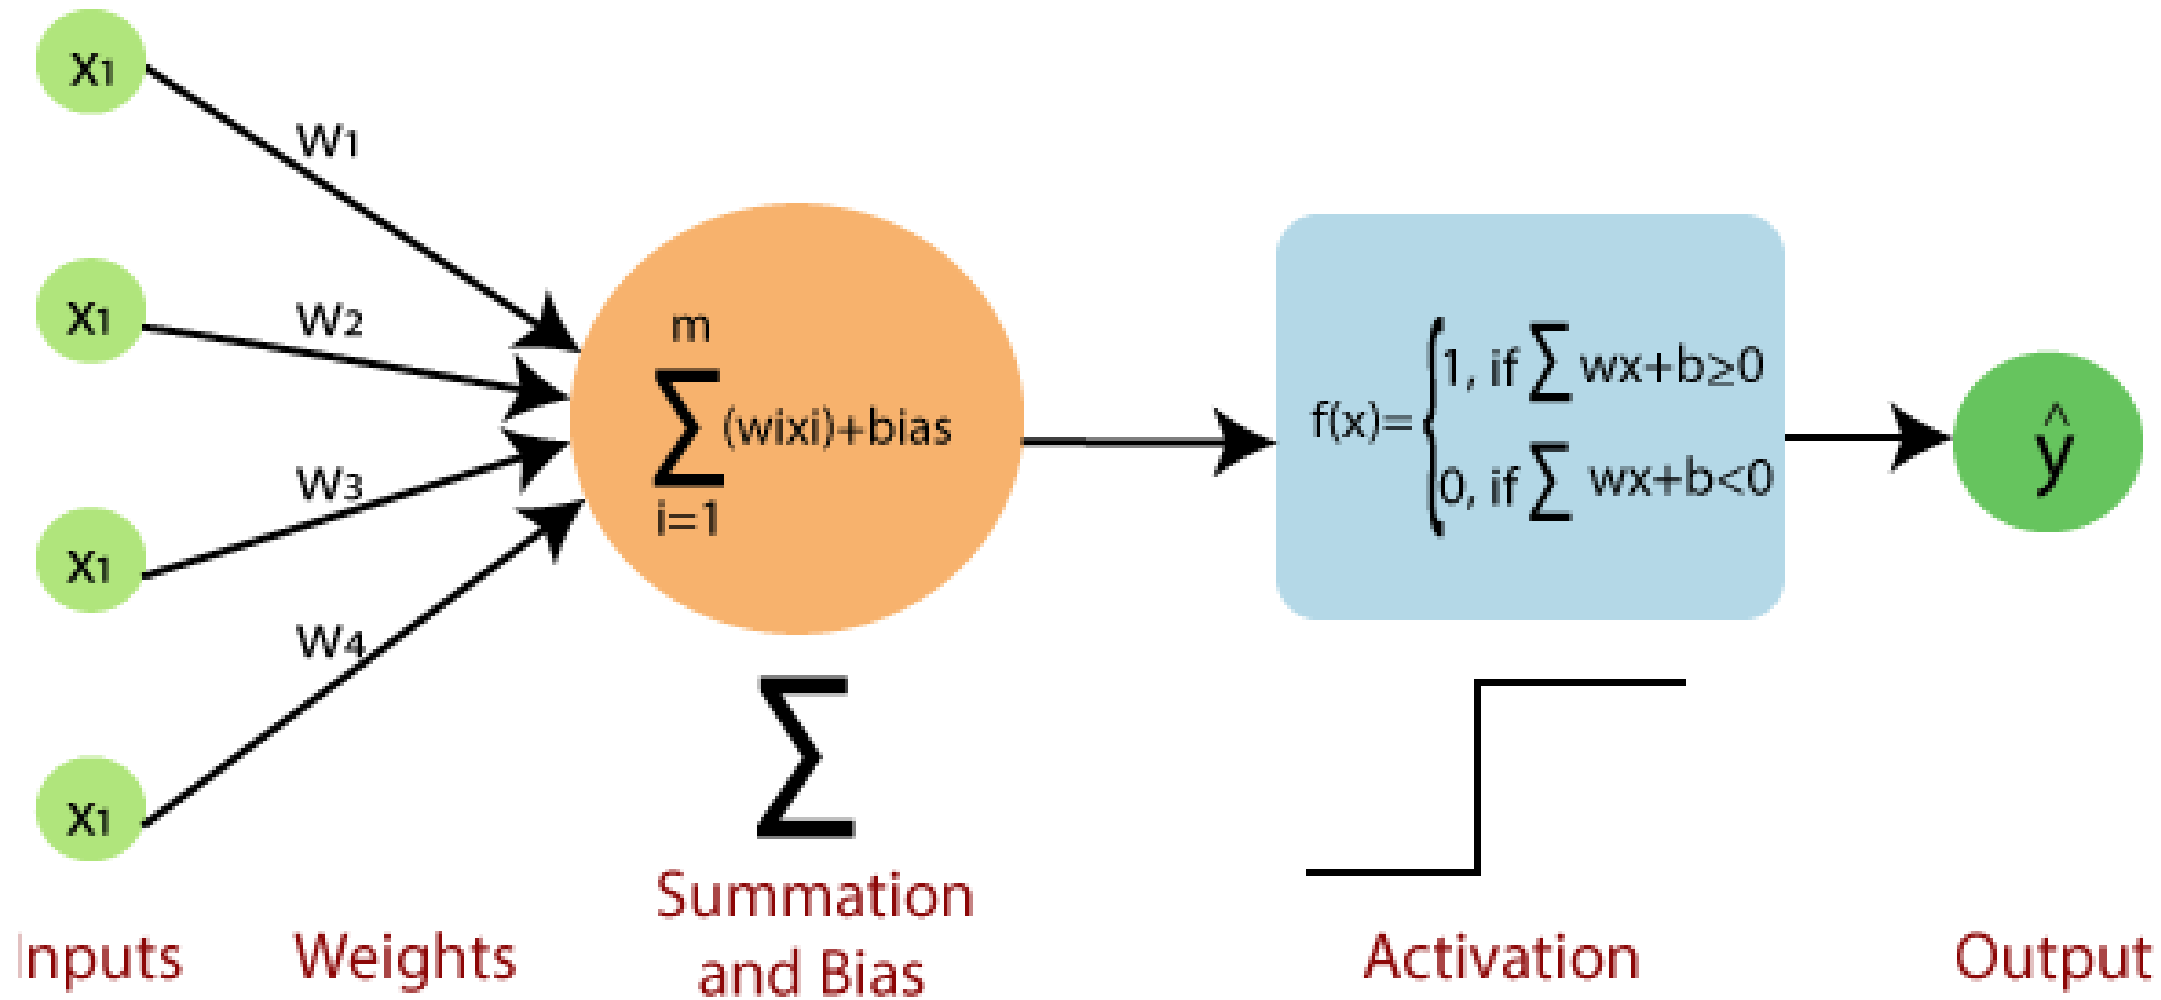 x1
W1
x1
W2
x1
W3
x1
W4
m
∑(wixi)+bias
i=1
f(x)={
1, if ∑ wx+b≥0
0, if ∑ wx+b<0
ŷ
∑
Inputs
Weights
Summation
and Bias
Activation
Output